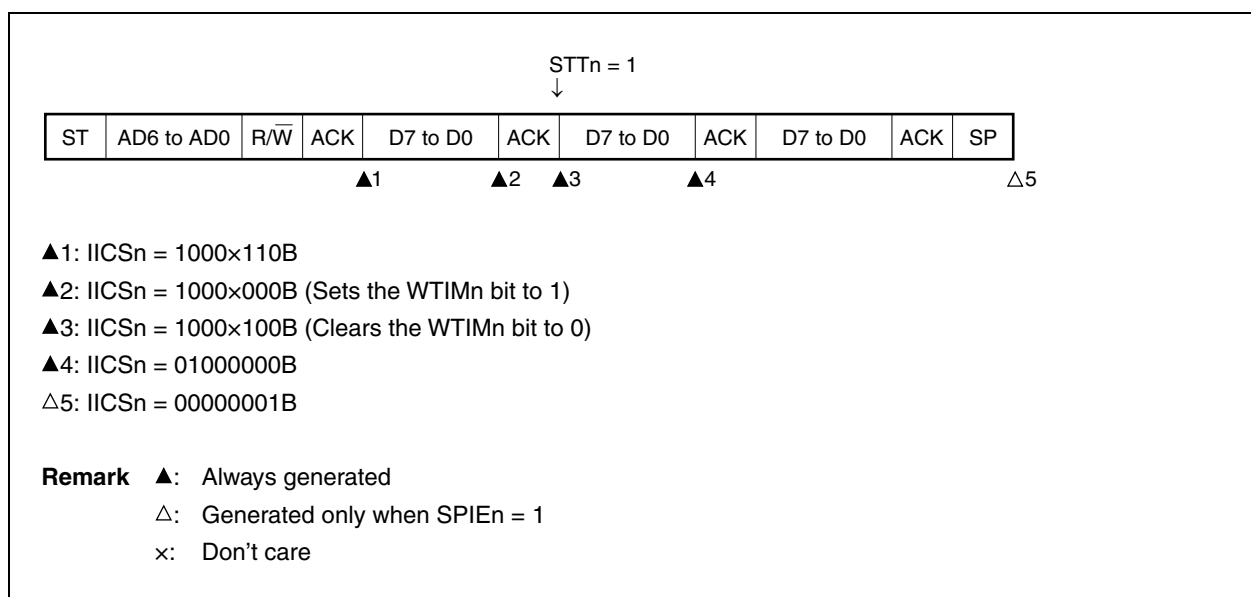 STTn = 1
↓
ST AD6 to AD0 R/W̅ ACK D7 to D0 ACK D7 to D0 ACK D7 to D0 ACK SP
▲1 ▲2 ▲3 ▲4 △5
▲1: IICSn = 1000×110B
▲2: IICSn = 1000×000B (Sets the WTIMn bit to 1)
▲3: IICSn = 1000×100B (Clears the WTIMn bit to 0)
▲4: IICSn = 01000000B
△5: IICSn = 00000001B
Remark ▲: Always generated
△: Generated only when SPIEn = 1
×: Don't care